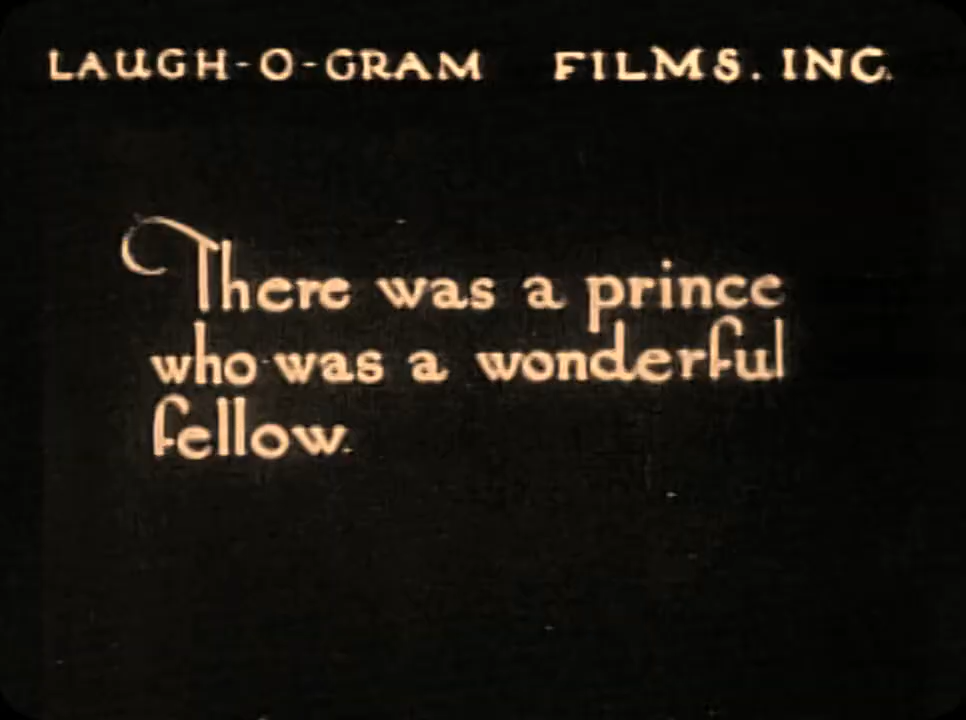 LAUGH-O-GRAM FILMS. INC.
There was a prince
who was a wonderful
fellow.